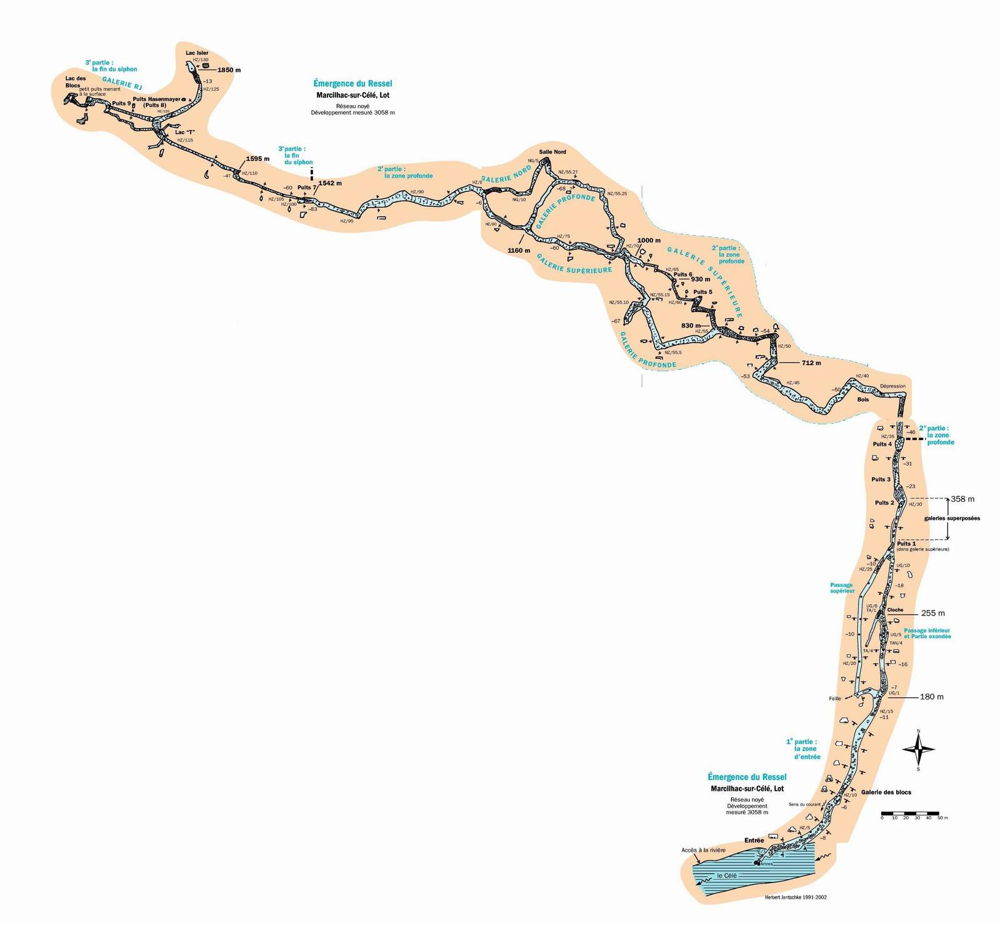 Lac Isler
HZ/130
1850 m
–13
HZ/125
3e partie :
la fin du siphon
GALERIE RJ
Lac des
Blocs
petit puits menant
à la surface
Puits 9
Puits Hasenmayer
(Puits 8)
HZ/120
Lac “T”
HZ/115
Émergence du Ressel
Marcilhac-sur-Célé, Lot
Réseau noyé
Développement mesuré 3058 m
1595 m
–47
HZ/110
3e partie :
la fin
du siphon
–60
Puits 7
1542 m
HZ/105
HZ/100
–83
HZ/95
2e partie :
la zone profonde
HZ/90
HZ/8
–6
GALERIE NORD
Salle Nord
NG/5
NG/10
NZ/55.27
–68
NZ/55.25
GALERIE PROFONDE
HZ/80
HZ/75
–60
1160 m
GALERIE SUPÉRIEURE
HZ/70
1000 m
GALERIE SUPÉRIEURE
2e partie :
la zone
profonde
HZ/65
Puits 6
930 m
Puits 5
NZ/55.15
HZ/60
NZ/55.10
–67
830 m
HZ/55
–54
HZ/50
GALERIE PROFONDE
NZ/55.5
712 m
–53
HZ/45
HZ/40
–50
Dépression
Bois
–46
HZ/35
2e partie :
la zone
profonde
Puits 4
–31
Puits 3
–23
Puits 2
HZ/30
358 m
galeries superposées
Puits 1
(dans galerie supérieure)
–10
HZ/25
UG/10
–18
Passage
supérieur
UG/6
TA/1
Cloche
255 m
Passage inférieur
et Partie exondée
–10
UG/5
TAN/4
TA/4
HZ/20
–16
–7
UG/1
180 m
Faille
HZ/15
–11
1e partie :
la zone
d'entrée
N
S
Émergence du Ressel
Marcilhac-sur-Célé, Lot
Réseau noyé
Développement
mesuré 3058 m
Galerie des blocs
HZ/10
–6
Sens du courant
0 10 20 30 40 50 m
HZ/5
–8
Entrée
HZ/1
Accès à la rivière
Arbres
le Célé
Herbert Jantschke 1991-2002